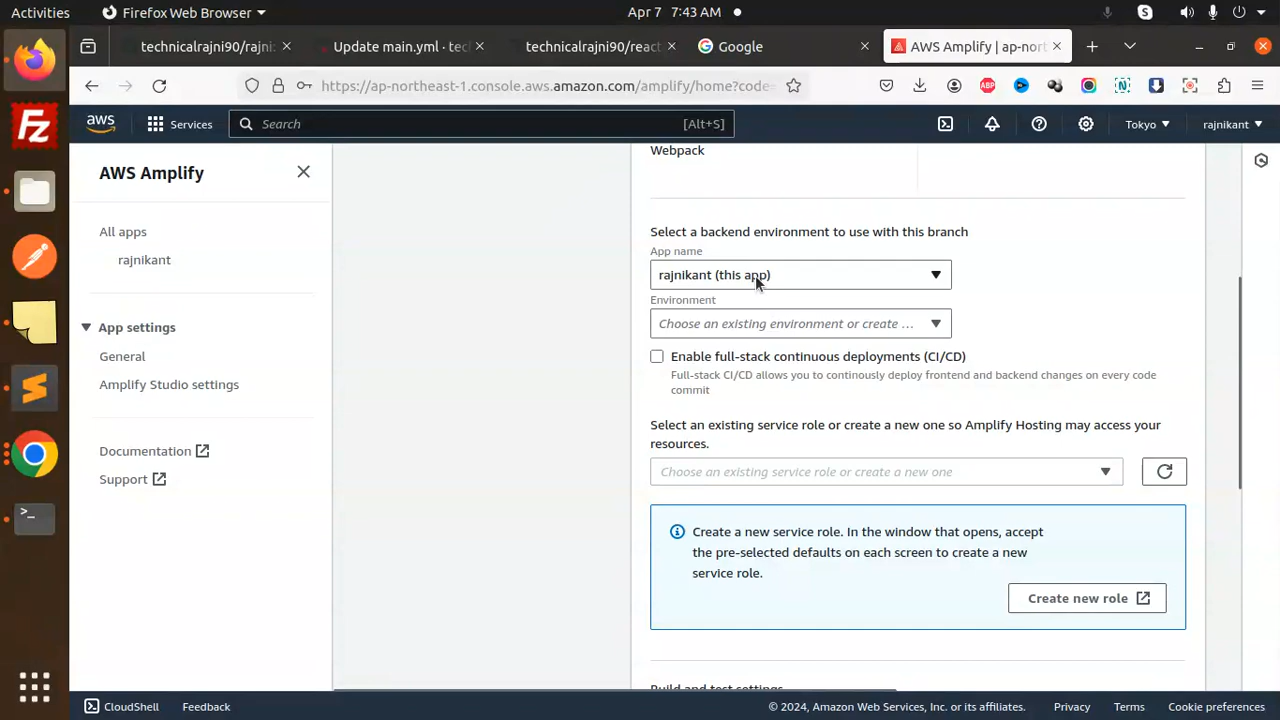 Activities
Firefox Web Browser
Apr 7 7:43 AM
technicalrajni90/rajni
Update main.yml · tec
technicalrajni90/reac
Google
AWS Amplify | ap-nort
https://ap-northeast-1.console.aws.amazon.com/amplify/home?code=
aws
Services
Search
[Alt+S]
Tokyo
rajnikant
AWS Amplify
All apps
rajnikant
App settings
General
Amplify Studio settings
Documentation
Support
Webpack
Select a backend environment to use with this branch
App name
rajnikant (this app)
Environment
Choose an existing environment or create ...
Enable full-stack continuous deployments (CI/CD)
Full-stack CI/CD allows you to continously deploy frontend and backend changes on every code
commit
Select an existing service role or create a new one so Amplify Hosting may access your
resources.
Choose an existing service role or create a new one
Create a new service role. In the window that opens, accept
the pre-selected defaults on each screen to create a new
service role.
Create new role
Build and test settings
CloudShell
Feedback
© 2024, Amazon Web Services, Inc. or its affiliates.
Privacy
Terms
Cookie preferences